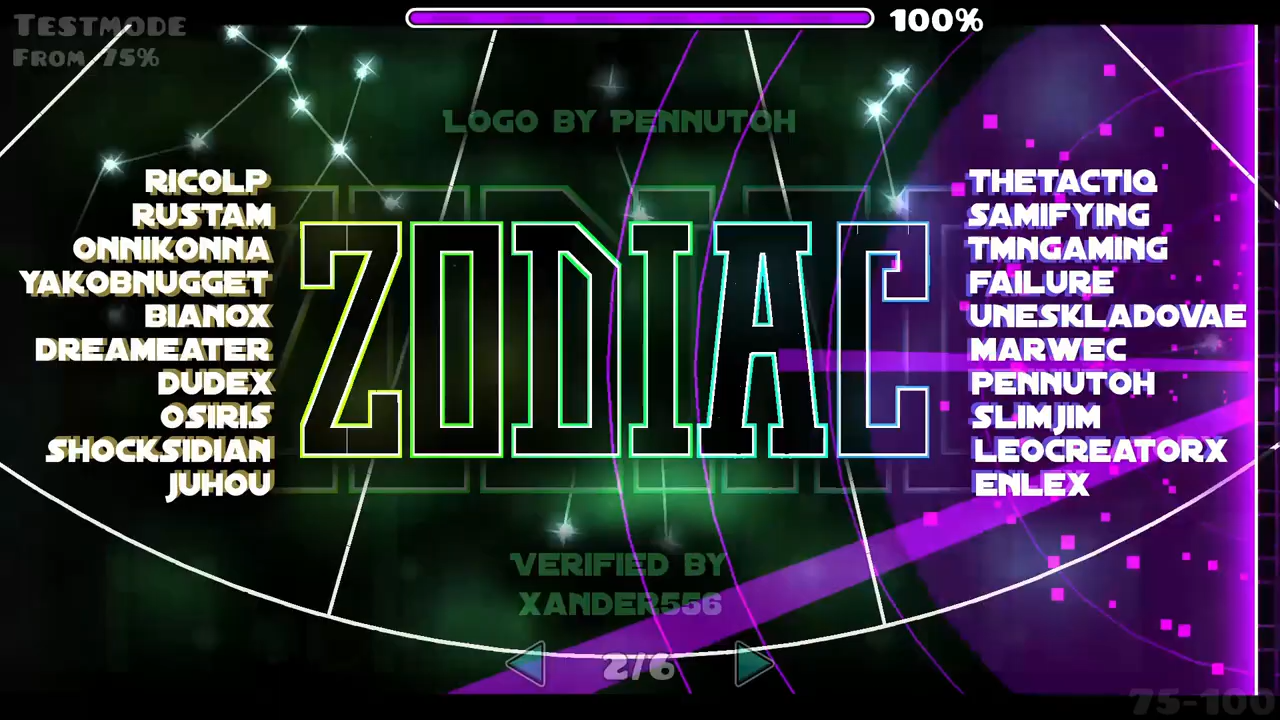 TESTMODE
FROM 75%
100%
LOGO BY PENNUTOH
RICOLP
RUSTAM
ONNIKONNA
YAKOBNUGGET
BIANOX
DREAMEATER
DUDEX
OSIRIS
SHOCKSIDIAN
JUHOU
ZODIAC
THETACTIQ
SAMIFYING
TMNGAMING
FAILURE
UNESKLADOVAE
MARWEC
PENNUTOH
SLIMJIM
LEOCREATORX
ENLEX
VERIFIED BY
XANDER556
2/6
75-100